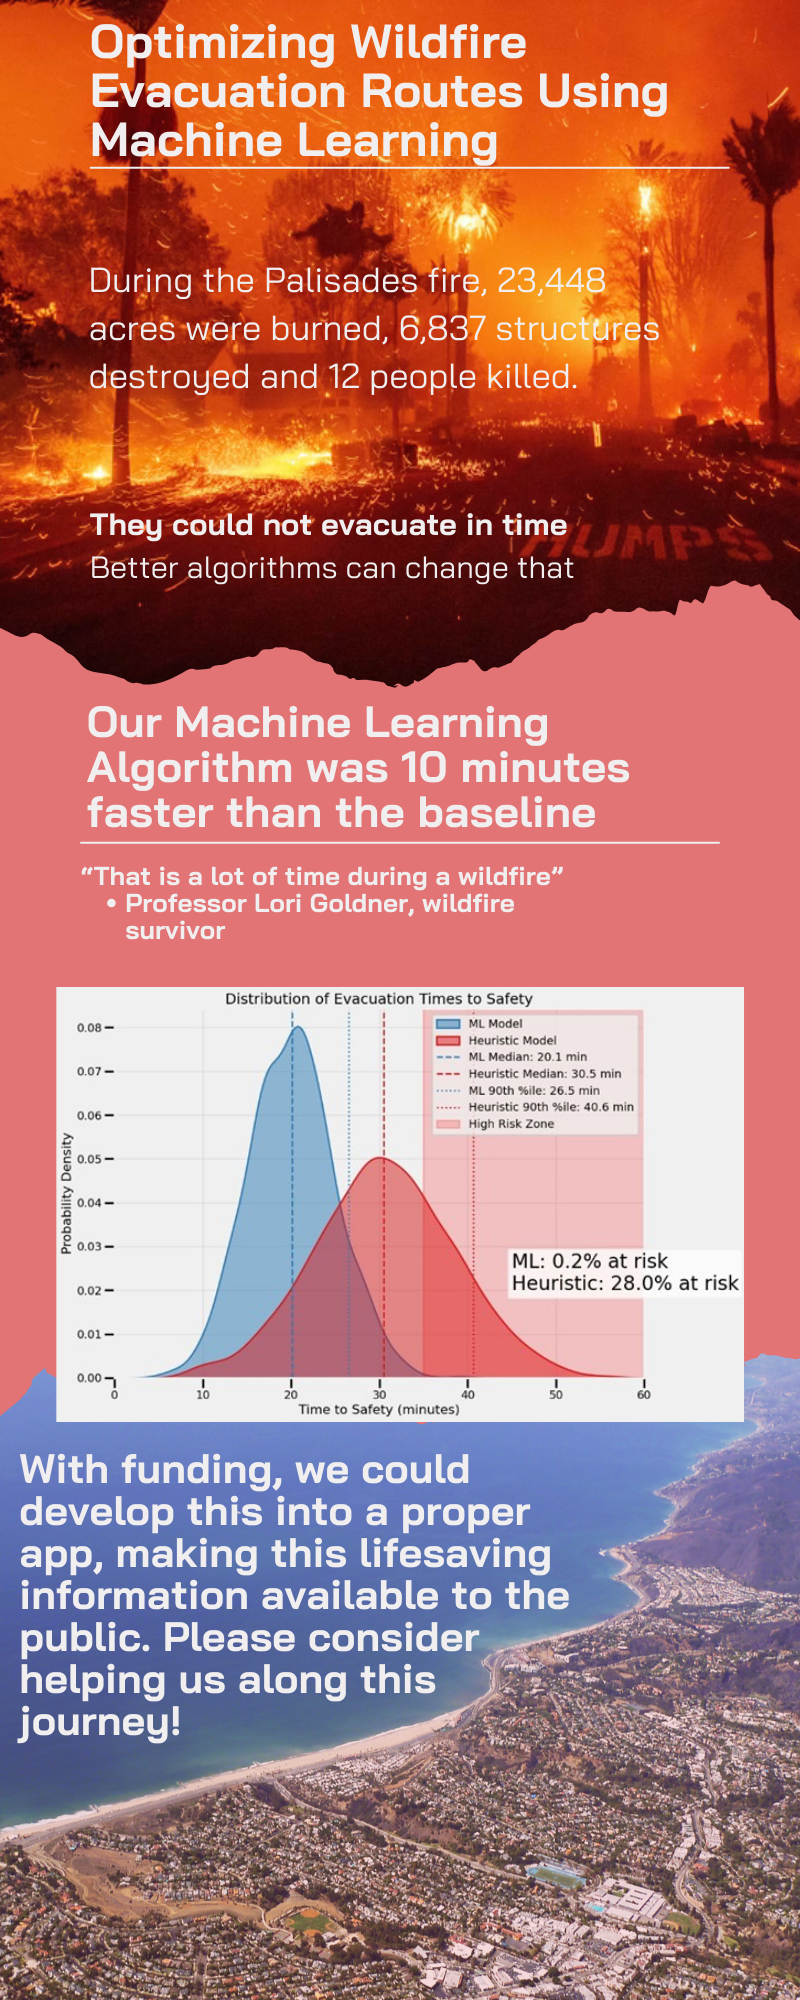 Optimizing Wildfire
Evacuation Routes Using
Machine Learning
During the Palisades fire, 23,448
acres were burned, 6,837 structures
destroyed and 12 people killed.
They could not evacuate in time
HUMPS
Better algorithms can change that
Our Machine Learning
Algorithm was 10 minutes
faster than the baseline
“That is a lot of time during a wildfire”
• Professor Lori Goldner, wildfire
survivor
Distribution of Evacuation Times to Safety
ML Model
Heuristic Model
ML Median: 20.1 min
Heuristic Median: 30.5 min
ML 90th %ile: 26.5 min
Heuristic 90th %ile: 40.6 min
High Risk Zone
Probability Density
0.08
0.07
0.06
0.05
0.04
0.03
0.02
0.01
0.00
ML: 0.2% at risk
Heuristic: 28.0% at risk
0 10 20 30 40 50 60
Time to Safety (minutes)
With funding, we could
develop this into a proper
app, making this lifesaving
information available to the
public. Please consider
helping us along this
journey!